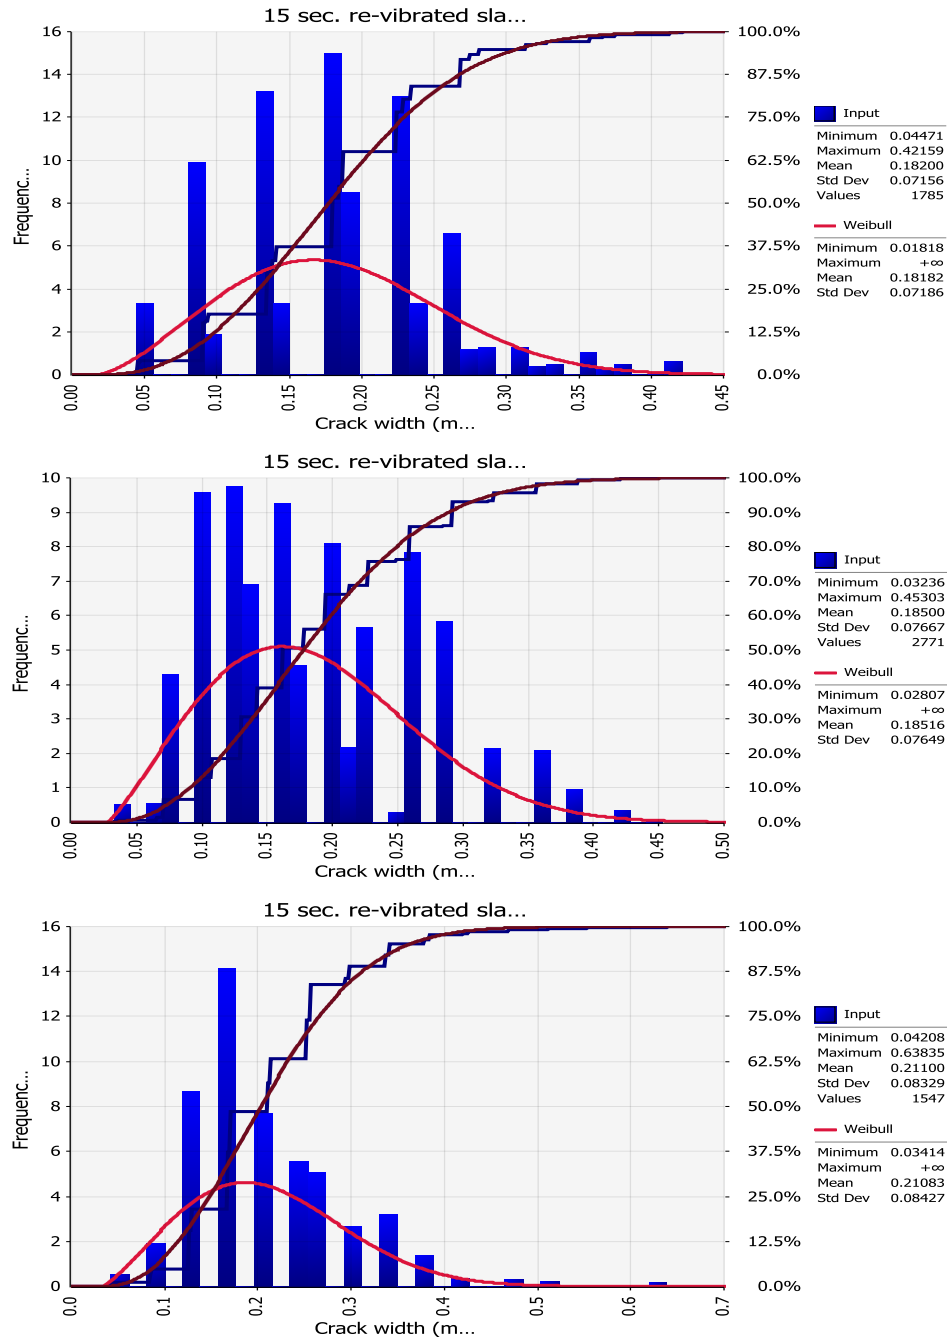 15 sec. re-vibrated sla...
16 100.0%
14 87.5%
12 75.0%
10 62.5%
8 50.0%
6 37.5%
4 25.0%
2 12.5%
0 0.0%
Frequenc...
0.00 0.05 0.10 0.15 0.20 0.25 0.30 0.35 0.40 0.45
Crack width (m...
Input
Minimum 0.04471
Maximum 0.42159
Mean 0.18200
Std Dev 0.07156
Values 1785
Weibull
Minimum 0.01818
Maximum +∞
Mean 0.18182
Std Dev 0.07186
15 sec. re-vibrated sla...
10 100.0%
9 90.0%
8 80.0%
7 70.0%
6 60.0%
5 50.0%
4 40.0%
3 30.0%
2 20.0%
1 10.0%
0 0.0%
Frequenc...
0.00 0.05 0.10 0.15 0.20 0.25 0.30 0.35 0.40 0.45 0.50
Crack width (m...
Input
Minimum 0.03236
Maximum 0.45303
Mean 0.18500
Std Dev 0.07667
Values 2771
Weibull
Minimum 0.02807
Maximum +∞
Mean 0.18516
Std Dev 0.07649
15 sec. re-vibrated sla...
16 100.0%
14 87.5%
12 75.0%
10 62.5%
8 50.0%
6 37.5%
4 25.0%
2 12.5%
0 0.0%
Frequenc...
0.0 0.1 0.2 0.3 0.4 0.5 0.6 0.7
Crack width (m...
Input
Minimum 0.04208
Maximum 0.63835
Mean 0.21100
Std Dev 0.08329
Values 1547
Weibull
Minimum 0.03414
Maximum +∞
Mean 0.21083
Std Dev 0.08427